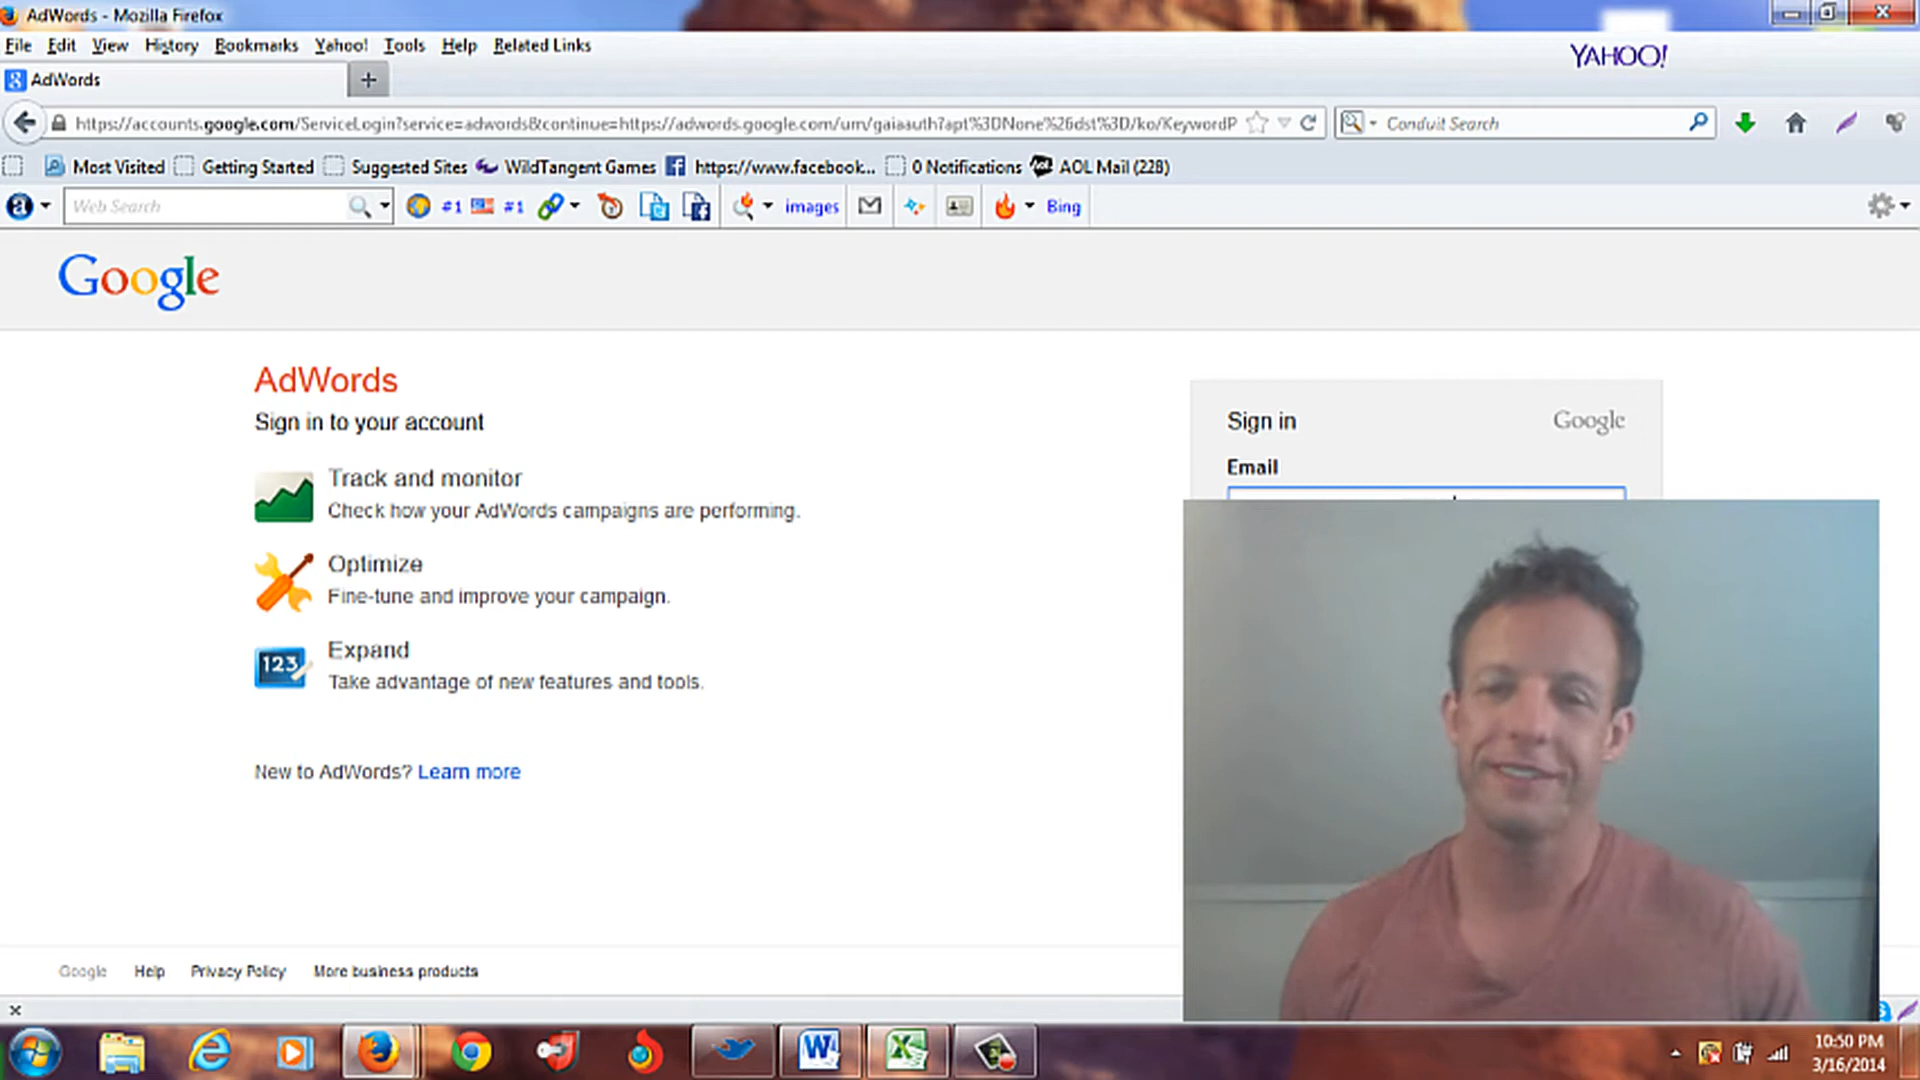 AdWords - Mozilla Firefox
File Edit View History Bookmarks Yahoo! Tools Help Related Links
YAHOO!
AdWords
https://accounts.google.com/ServiceLogin?service=adwords&continue=https://adwords.google.com/um/gaiaauth?apt%3DNone%26dst%3D/ko/KeywordP
Conduit Search
Most Visited Getting Started Suggested Sites WildTangent Games https://www.facebook... 0 Notifications AOL Mail (228)
Web Search #1 #1 images Bing
Google
AdWords
Sign in to your account
Track and monitor
Check how your AdWords campaigns are performing.
Optimize
Fine-tune and improve your campaign.
123
Expand
Take advantage of new features and tools.
New to AdWords? Learn more
Sign in Google
Email
Google Help Privacy Policy More business products
10:50 PM
3/16/2014